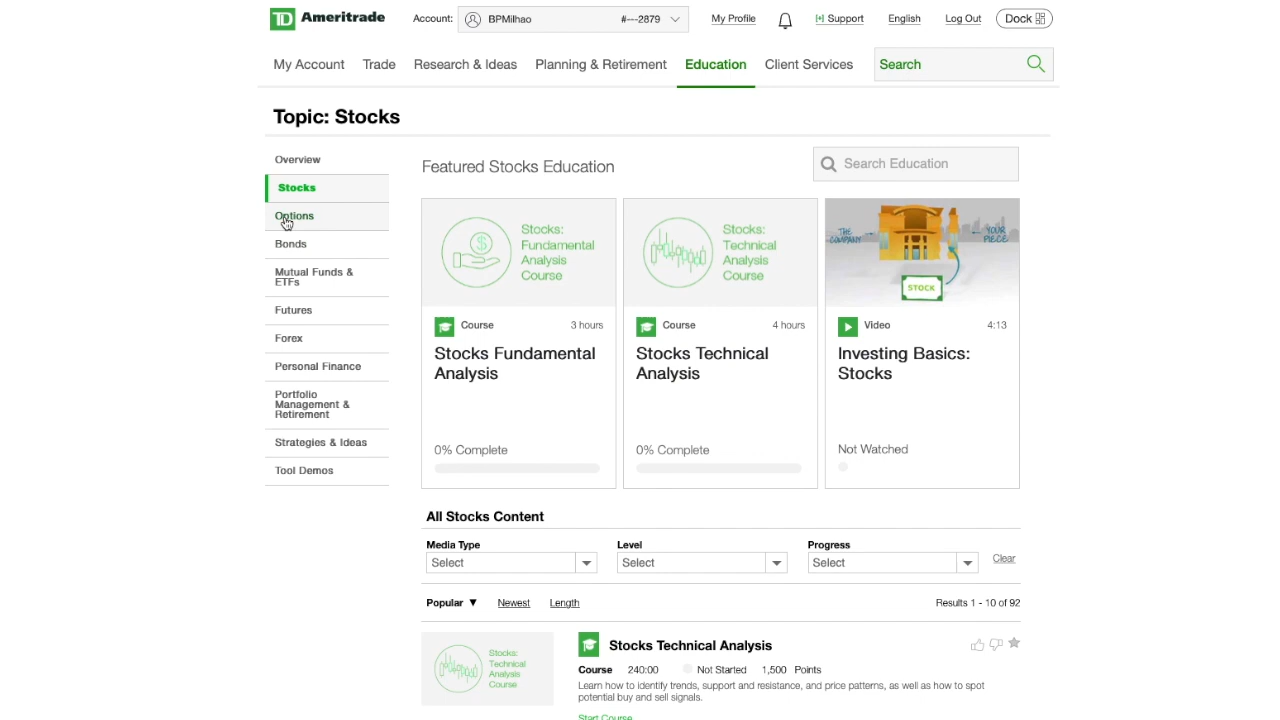 TD Ameritrade
Account: BPMilhao #---2879
My Profile
[+] Support
English
Log Out
Dock
My Account
Trade
Research & Ideas
Planning & Retirement
Education
Client Services
Search
Topic: Stocks
Overview
Stocks
Options
Bonds
Mutual Funds &
ETFs
Futures
Forex
Personal Finance
Portfolio
Management &
Retirement
Strategies & Ideas
Tool Demos
Featured Stocks Education
Search Education
Stocks:
Fundamental
Analysis
Course
Course 3 hours
Stocks Fundamental
Analysis
0% Complete
Stocks:
Technical
Analysis
Course
Course 4 hours
Stocks Technical
Analysis
0% Complete
THE
COMPANY
YOUR
PIECE
STOCK
Video 4:13
Investing Basics:
Stocks
Not Watched
All Stocks Content
Media Type
Select
Level
Select
Progress
Select
Clear
Popular ▼ Newest Length
Results 1 - 10 of 92
Stocks:
Technical
Analysis
Course
Stocks Technical Analysis
Course 240:00 Not Started 1,500 Points
Learn how to identify trends, support and resistance, and price patterns, as well as how to spot
potential buy and sell signals.
Start Course